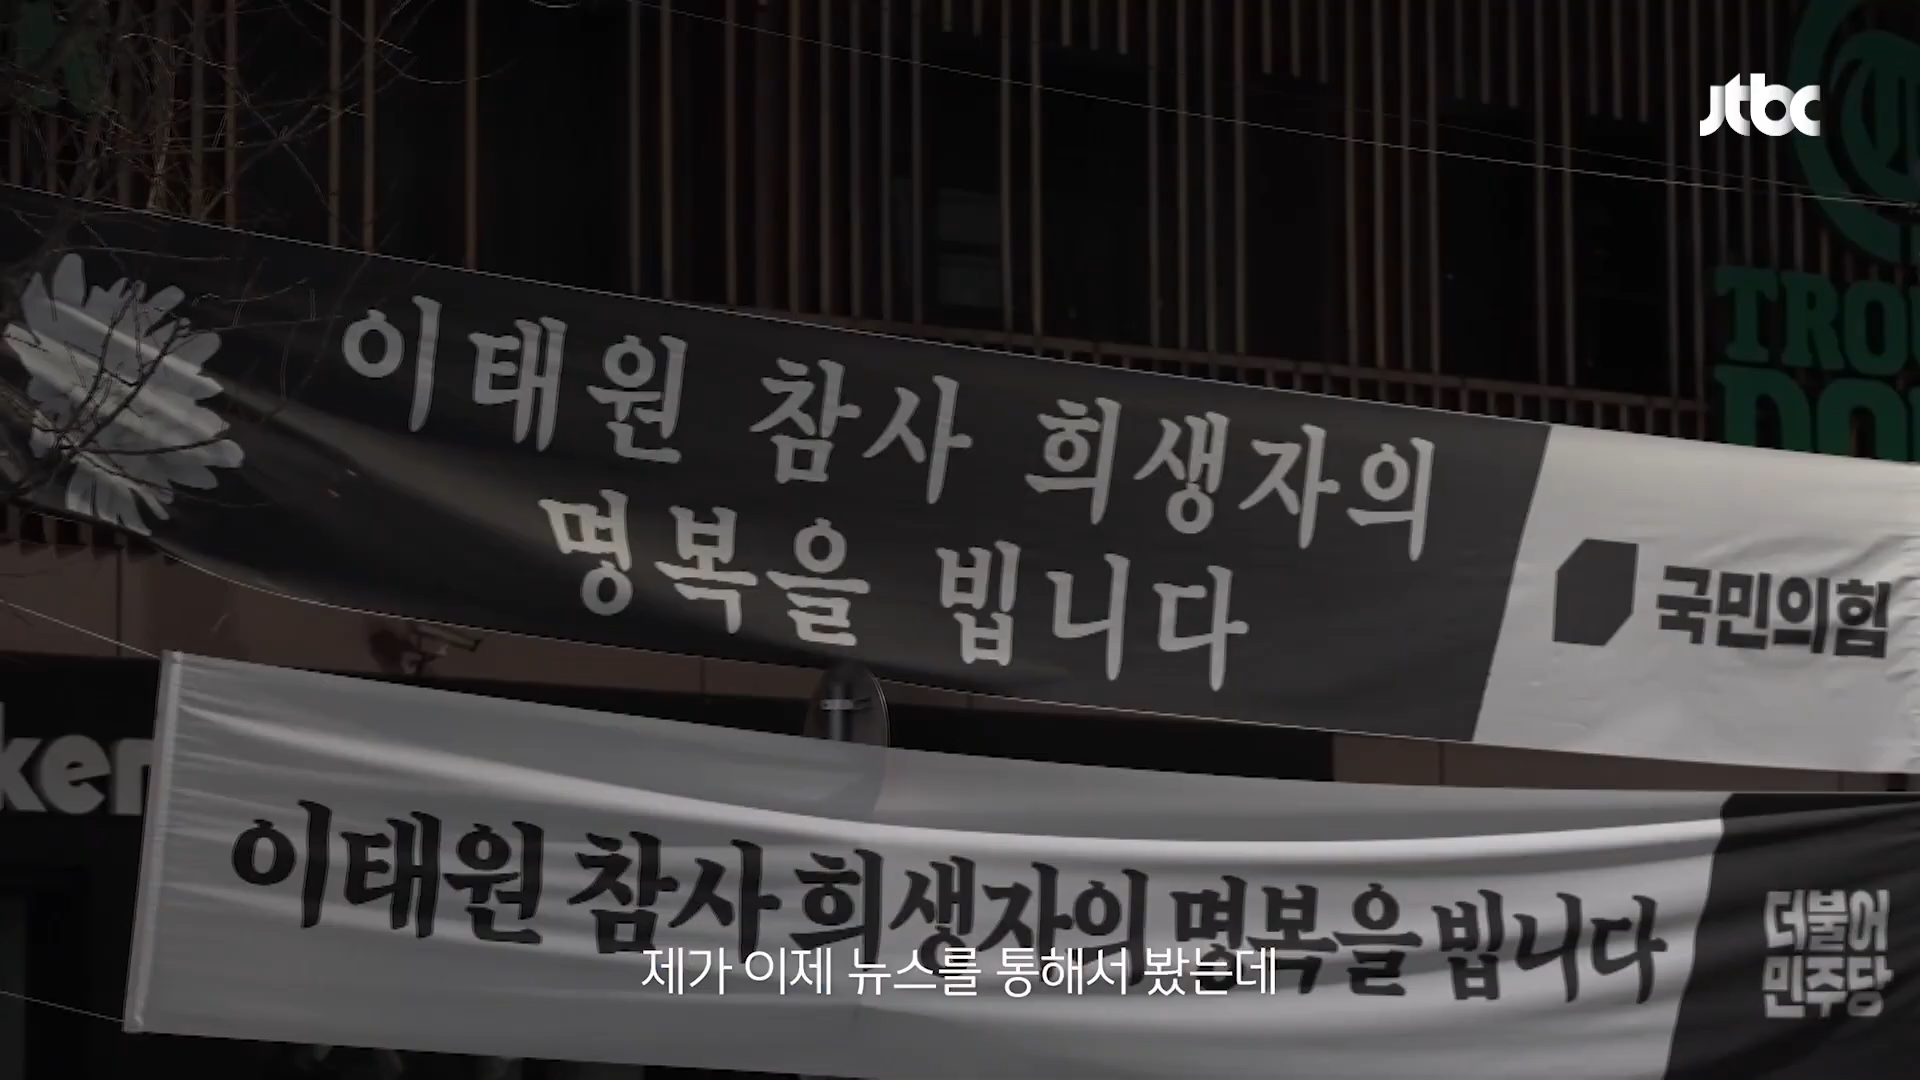 jtbc
이태원 참사 희생자의
명복을 빕니다
국민의힘
이태원 참사 희생자의 명복을 빕니다
더불어
민주당
제가 이제 뉴스를 통해서 봤는데